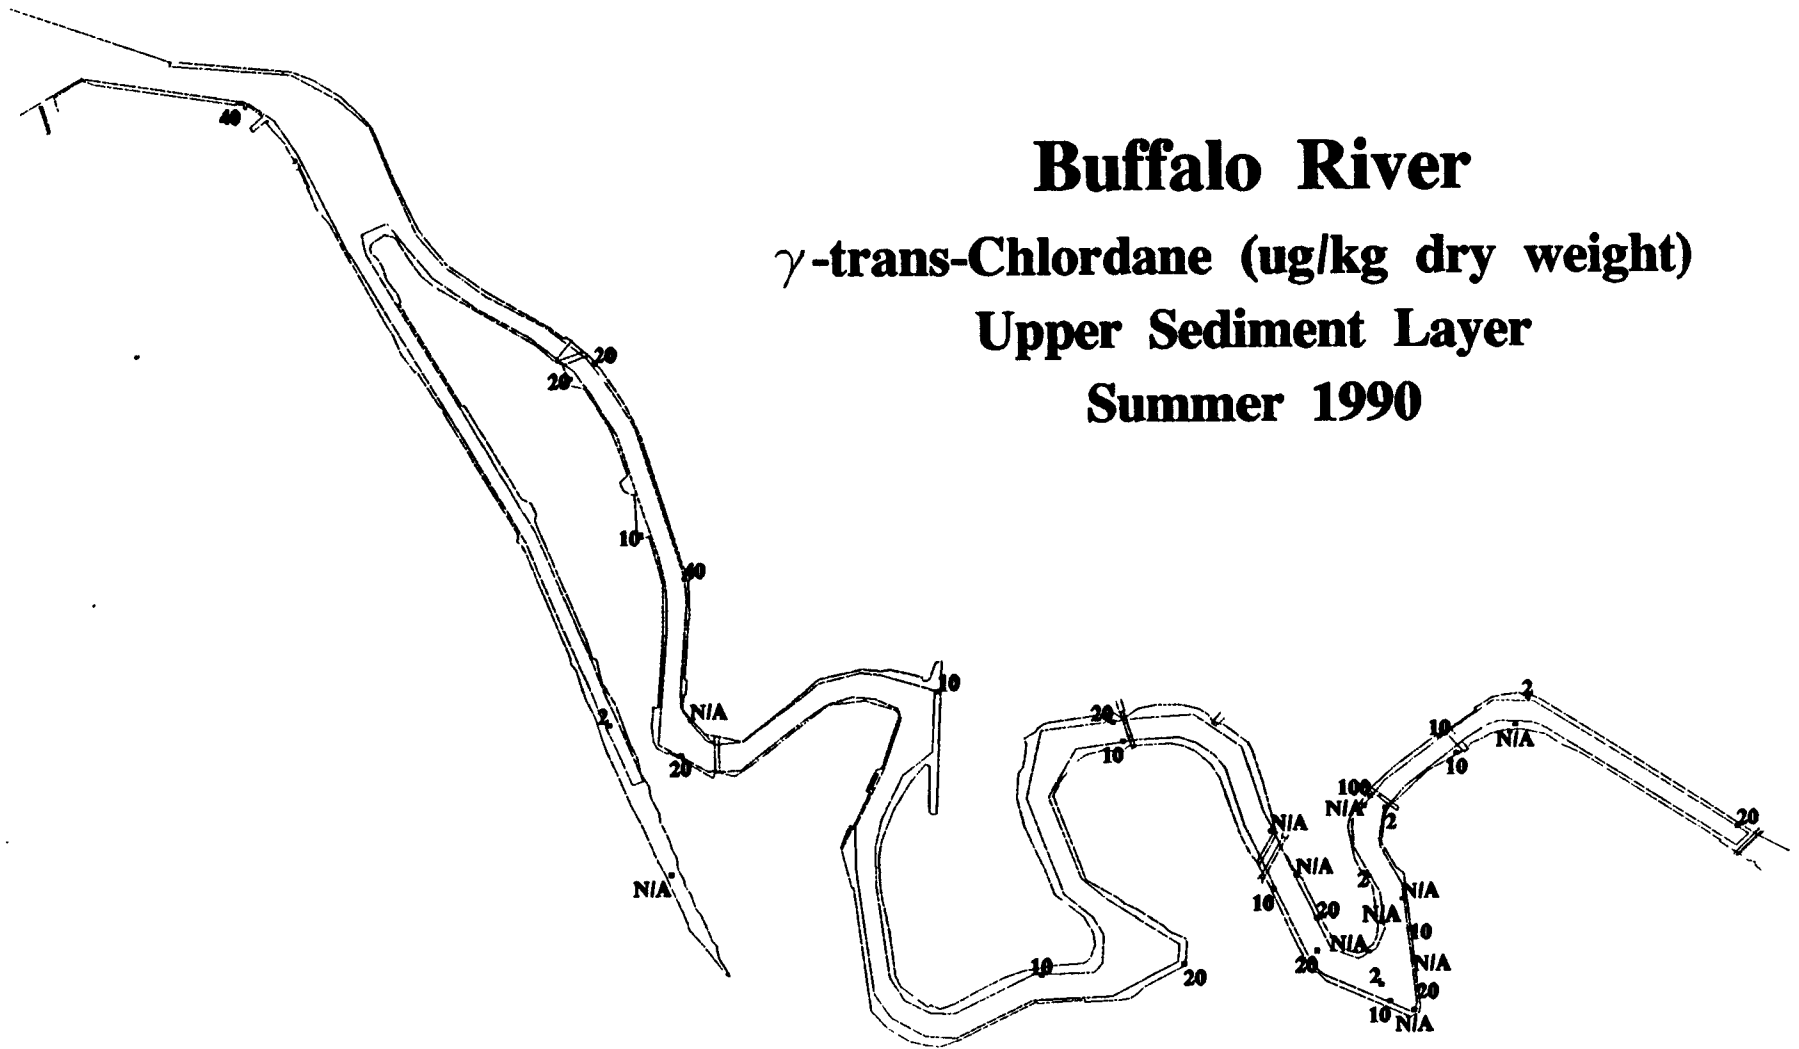 40
Buffalo River
γ-trans-Chlordane (ug/kg dry weight)
Upper Sediment Layer
Summer 1990
20
20
10
40
10
2
N/A
20
N/A
10
20
20
10
N/A
N/A
10
20
N/A
20
2
10
N/A
20
N/A
10
N/A
N/A
2
2
N/A
100
10
10
2
N/A
20